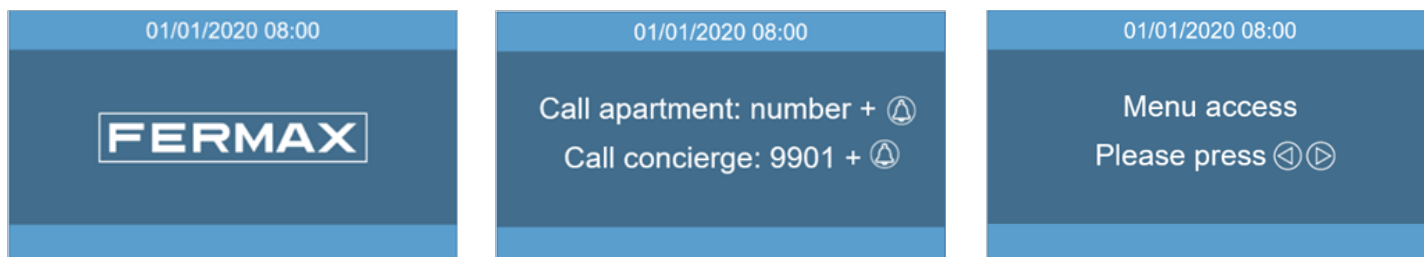 01/01/2020 08:00
FERMAX
01/01/2020 08:00
Call apartment: number +
Call concierge: 9901 +
01/01/2020 08:00
Menu access
Please press